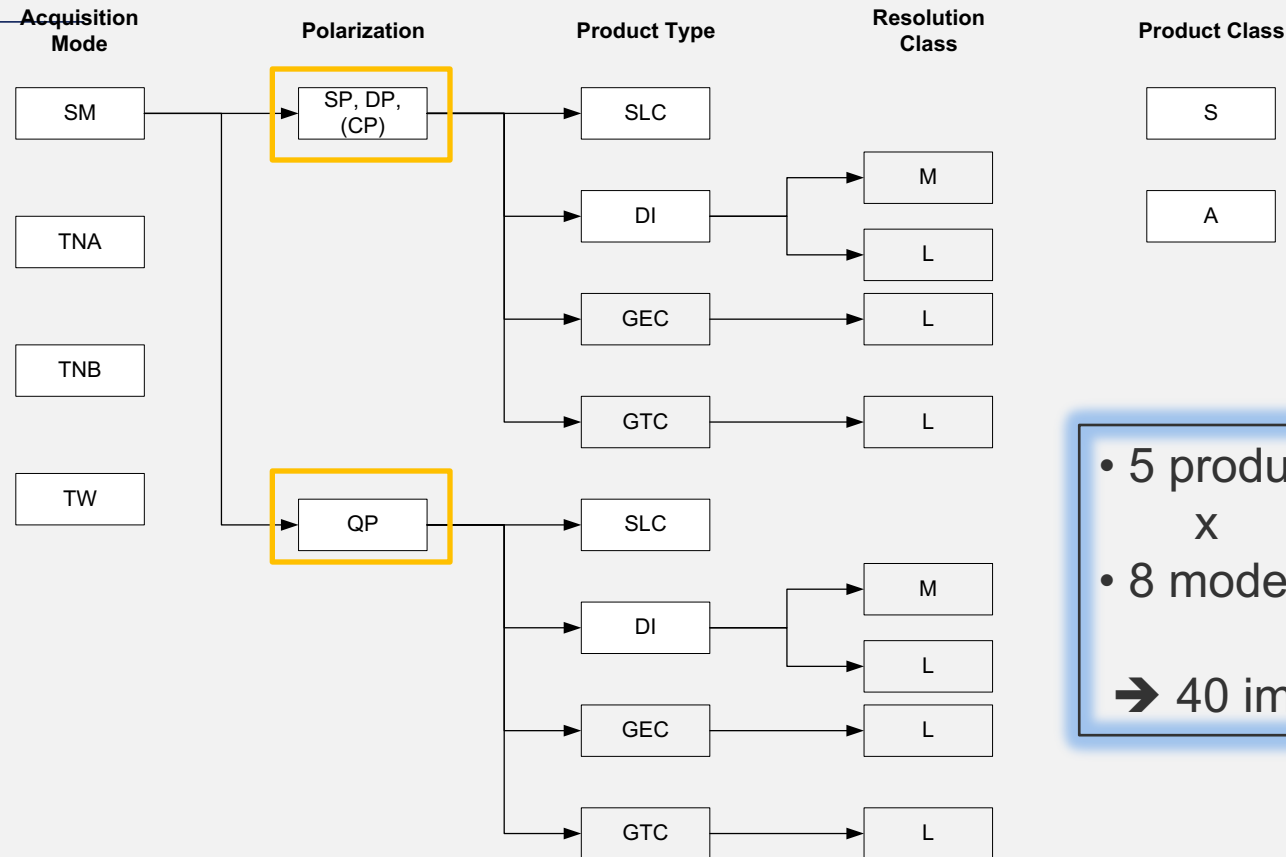 Acquisition
Mode
Polarization
Product Type
Resolution
Class
Product Class
SM
SP, DP,
(CP)
SLC
S
M
DI
A
TNA
L
GEC
L
TNB
GTC
L
TW
QP
SLC
M
DI
L
GEC
L
GTC
L
• 5 produ
x
• 8 mode
➔ 40 im